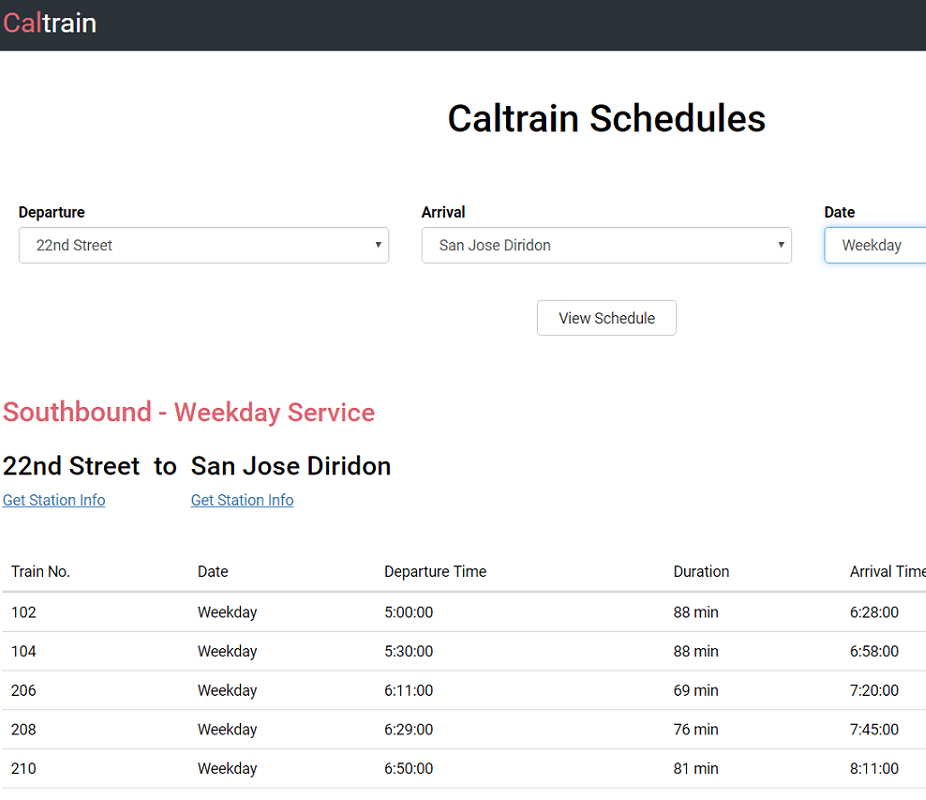 Caltrain
Caltrain Schedules
Departure Arrival Date
22nd Street San Jose Diridon Weekday
View Schedule
Southbound - Weekday Service
22nd Street to San Jose Diridon
Get Station Info Get Station Info
Train No. Date Departure Time Duration Arrival Time
102 Weekday 5:00:00 88 min 6:28:00
104 Weekday 5:30:00 88 min 6:58:00
206 Weekday 6:11:00 69 min 7:20:00
208 Weekday 6:29:00 76 min 7:45:00
210 Weekday 6:50:00 81 min 8:11:00